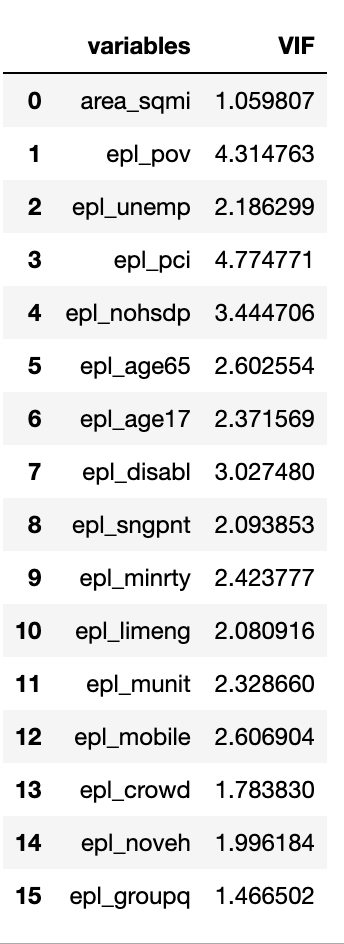 variables VIF
0 area_sqmi 1.059807
1 epl_pov 4.314763
2 epl_unemp 2.186299
3 epl_pci 4.774771
4 epl_nohsdp 3.444706
5 epl_age65 2.602554
6 epl_age17 2.371569
7 epl_disabl 3.027480
8 epl_sngpnt 2.093853
9 epl_minrty 2.423777
10 epl_limeng 2.080916
11 epl_munit 2.328660
12 epl_mobile 2.606904
13 epl_crowd 1.783830
14 epl_noveh 1.996184
15 epl_groupq 1.466502